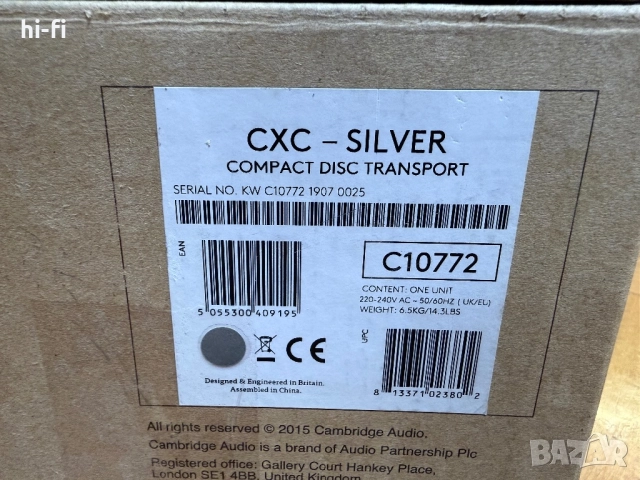 hi-fi
CXC – SILVER
COMPACT DISC TRANSPORT
SERIAL NO. KW C10772 1907 0025
EAN
5 055300 409195
C10772
CONTENT: ONE UNIT
220-240V AC ~ 50/60HZ ( UK/EU)
WEIGHT: 6.5KG/14.3LBS
UPC
8 13371 02380 2
CE
Designed & Engineered in Britain.
Assembled in China.
All rights reserved © 2015 Cambridge Audio,
Cambridge Audio is a brand of Audio Partnership Plc
Registered office: Gallery Court Hankey Place,
London SE1 4BB, United Kingdom
bazar
bg